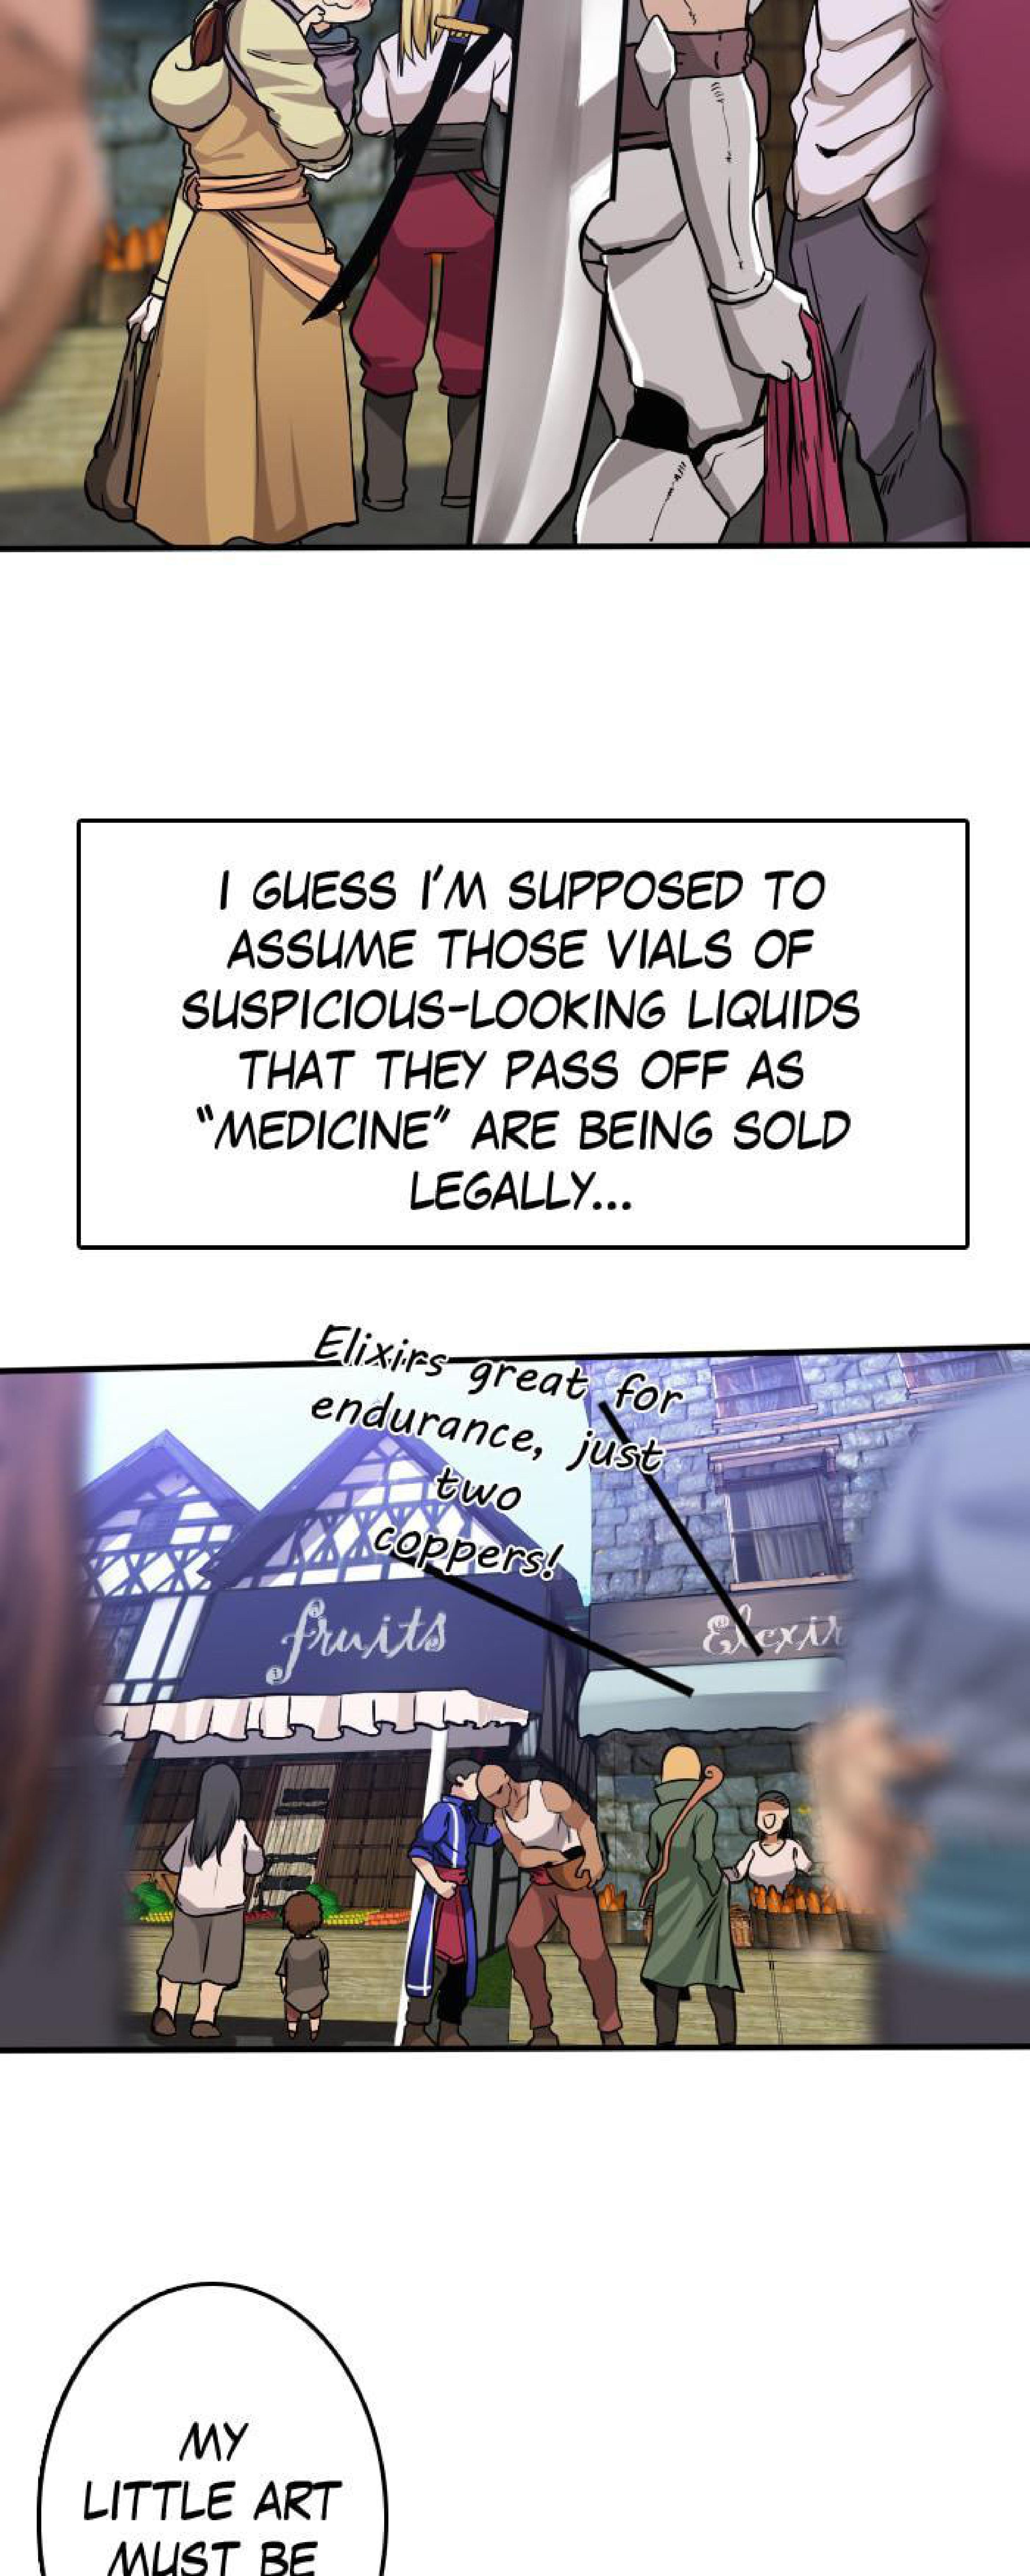 I GUESS I'M SUPPOSED TO
ASSUME THOSE VIALS OF
SUSPICIOUS-LOOKING LIQUIDS
THAT THEY PASS OFF AS
"MEDICINE" ARE BEING SOLD
LEGALLY...
Elixirs great for
endurance, just
two
coppers!
fruits
Elexir
MY
LITTLE ART
MUST BE